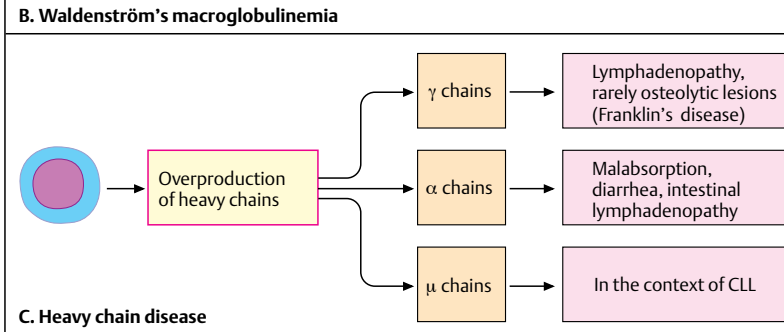 B. Waldenström's macroglobulinemia
Overproduction
of heavy chains
γ chains
Lymphadenopathy,
rarely osteolytic lesions
(Franklin's disease)
α chains
Malabsorption,
diarrhea, intestinal
lymphadenopathy
μ chains
In the context of CLL
C. Heavy chain disease